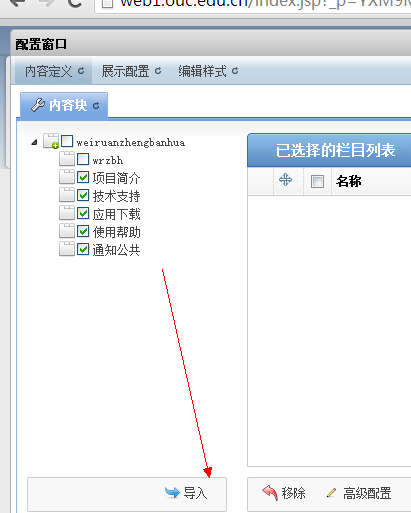 web1.ouc.edu.cn/index.jsp?_p=YXM9M
配置窗口
内容定义 展示配置 编辑样式
内容块
weiruanzhengbanhua
wrzbh
项目简介
技术支持
应用下载
使用帮助
通知公共
已选择的栏目列表
名称
导入
移除 高级配置